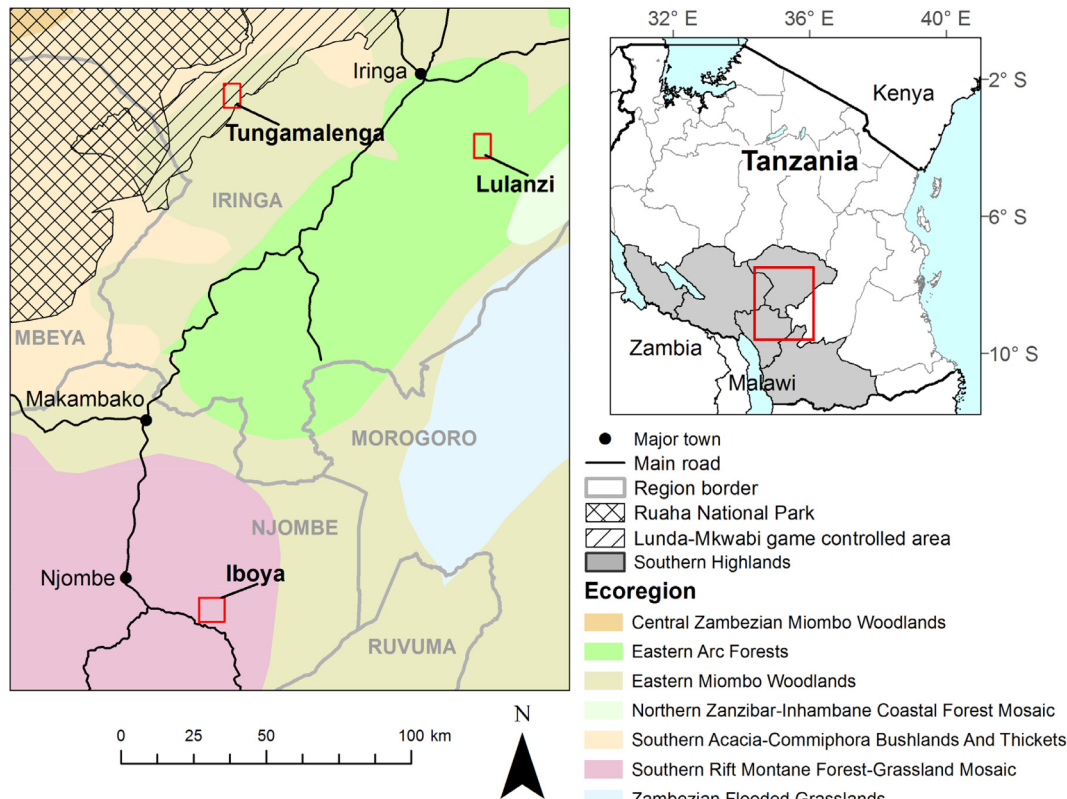 Iringa
Tungamalenga
Lulanzi
IRINGA
MBEYA
Makambako
MOROGORO
NJOMBE
Njombe
Iboya
RUVUMA
0 25 50 100 km
N
32° E 36° E 40° E
2° S
Kenya
Tanzania
6° S
Zambia
10° S
Malawi
Major town
Main road
Region border
Ruaha National Park
Lunda-Mkwabi game controlled area
Southern Highlands
Ecoregion
Central Zambezian Miombo Woodlands
Eastern Arc Forests
Eastern Miombo Woodlands
Northern Zanzibar-Inhambane Coastal Forest Mosaic
Southern Acacia-Commiphora Bushlands And Thickets
Southern Rift Montane Forest-Grassland Mosaic
Zambezian Flooded Grasslands